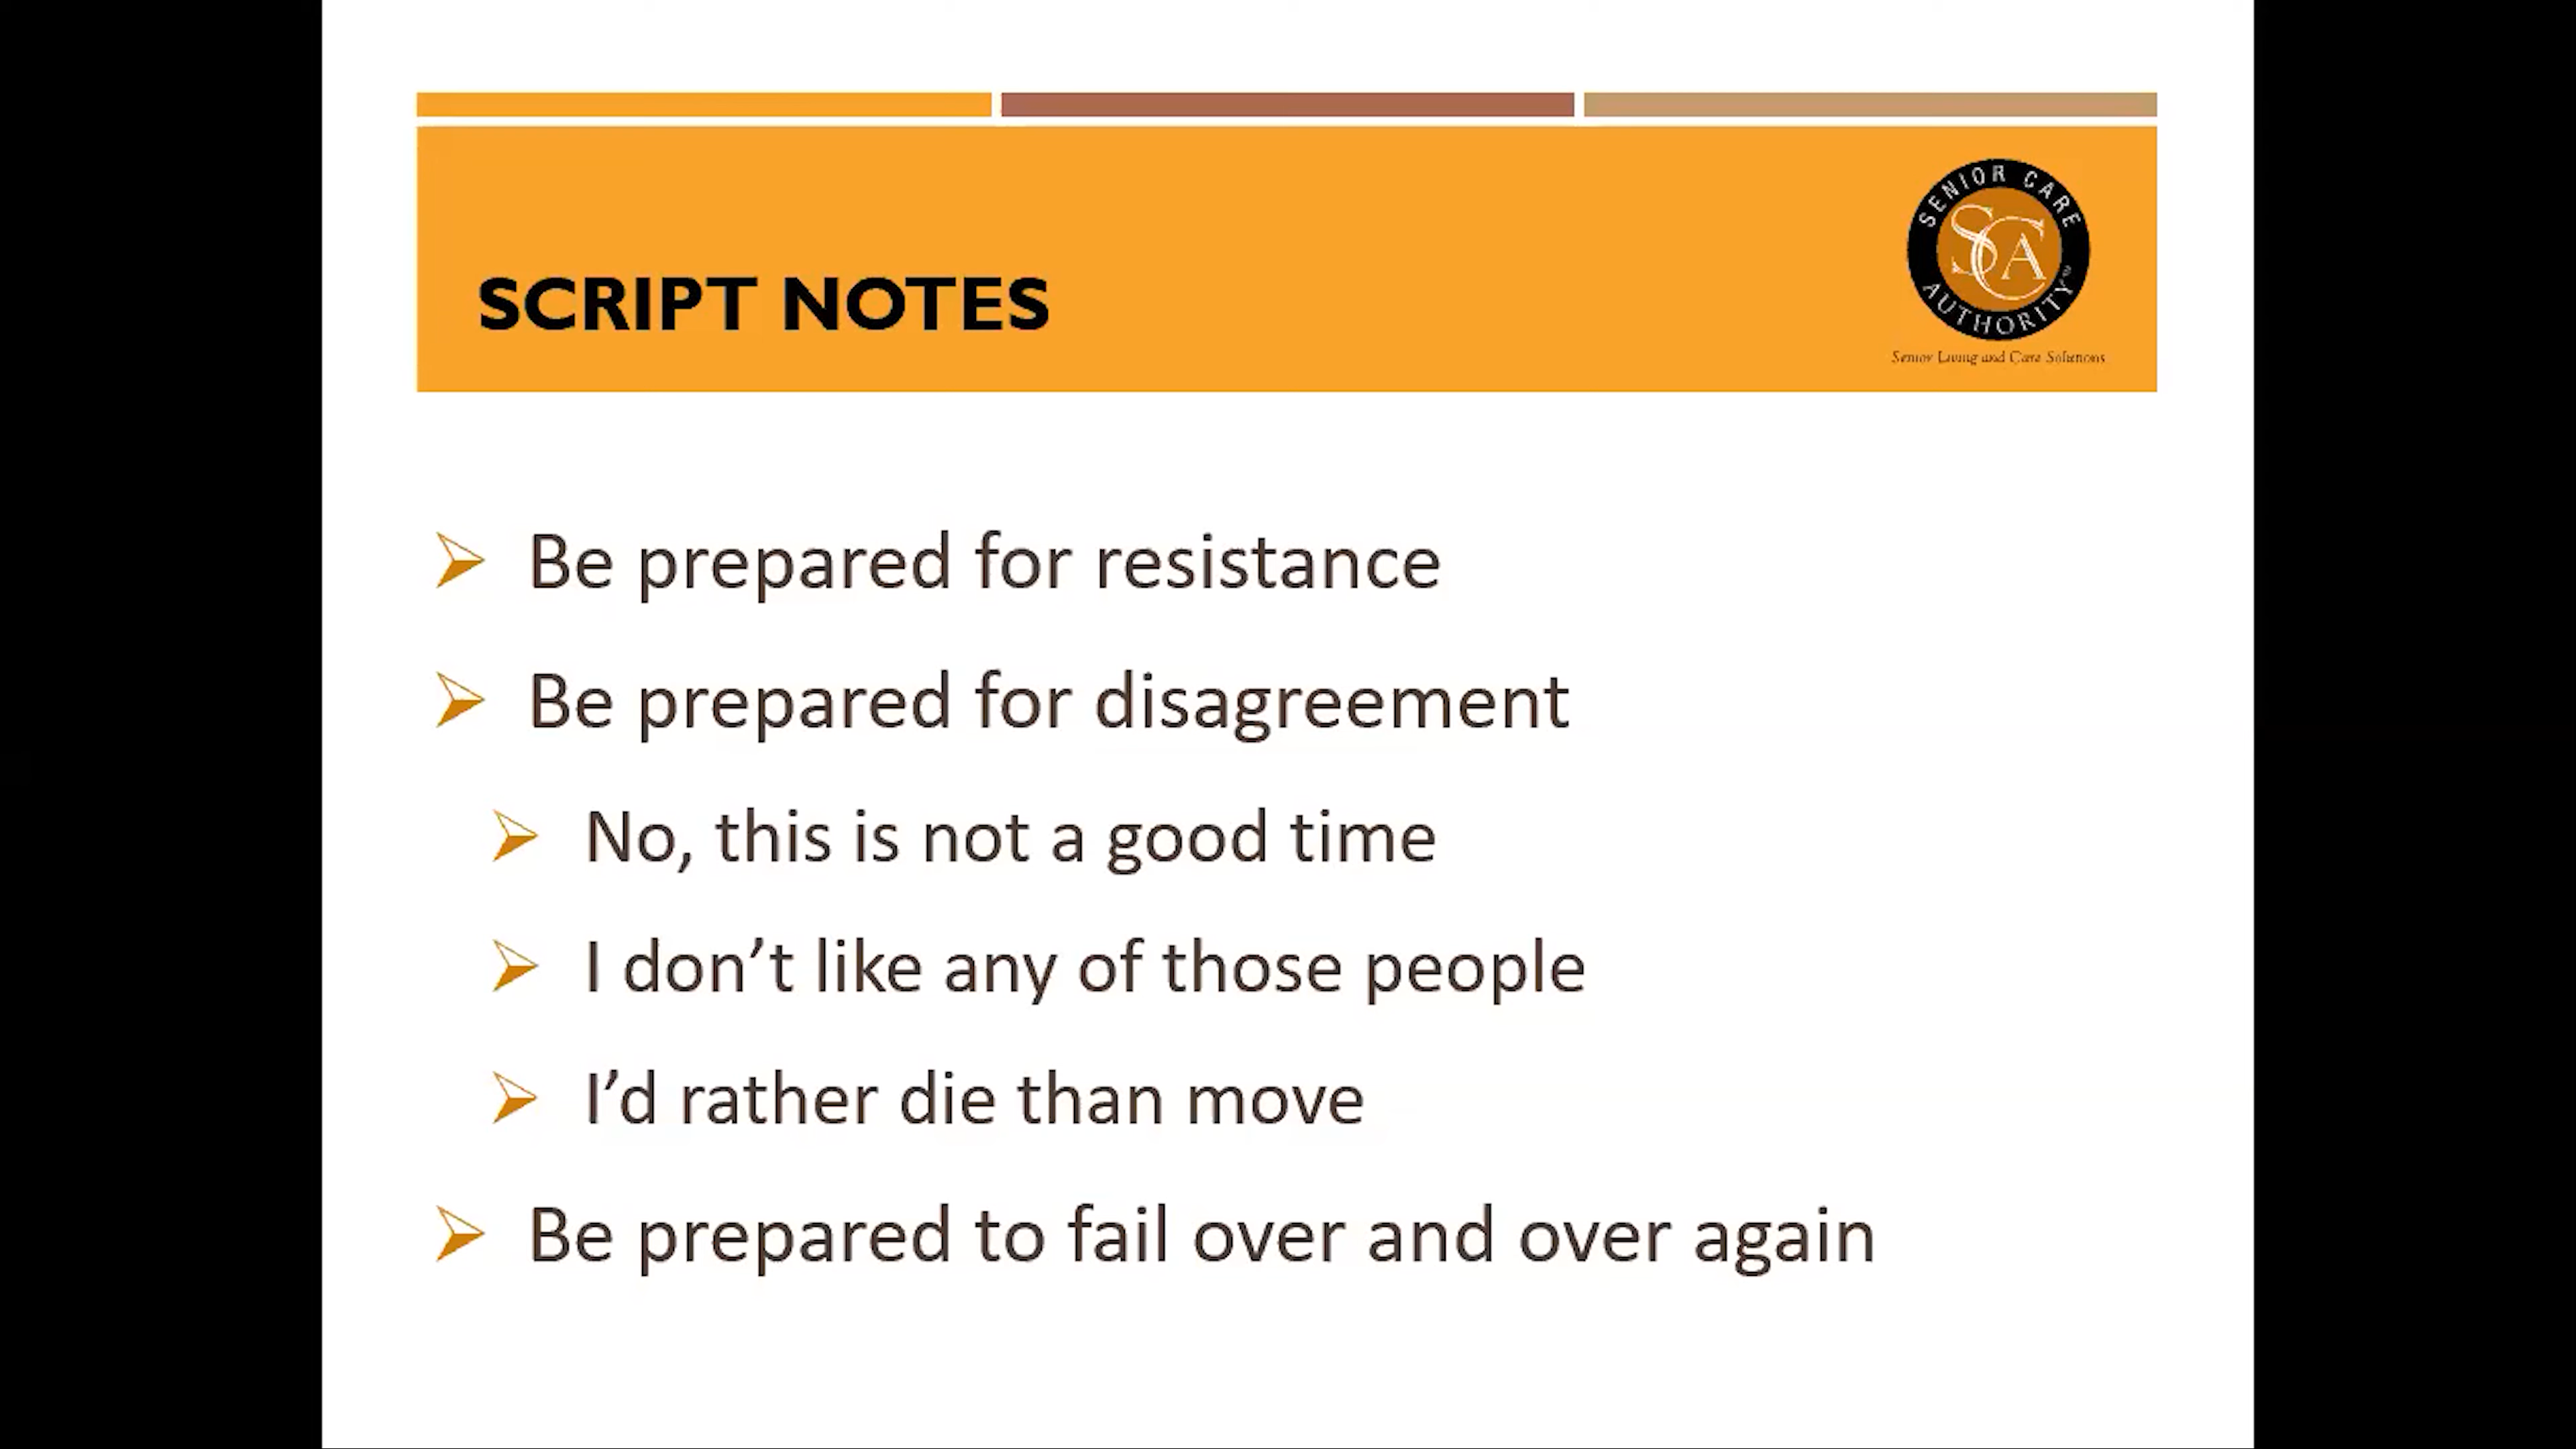 SENIOR CARE
SCA
AUTHORITY
Senior Living and Care Solutions
SCRIPT NOTES
Be prepared for resistance
Be prepared for disagreement
No, this is not a good time
I don’t like any of those people
I’d rather die than move
Be prepared to fail over and over again